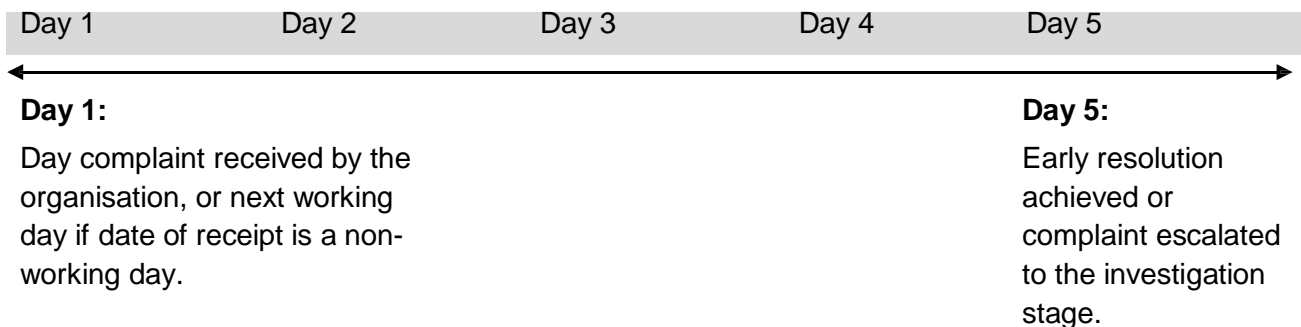 Day 1 Day 2 Day 3 Day 4 Day 5
Day 1:
Day complaint received by the
organisation, or next working
day if date of receipt is a non-
working day.
Day 5:
Early resolution
achieved or
complaint escalated
to the investigation
stage.